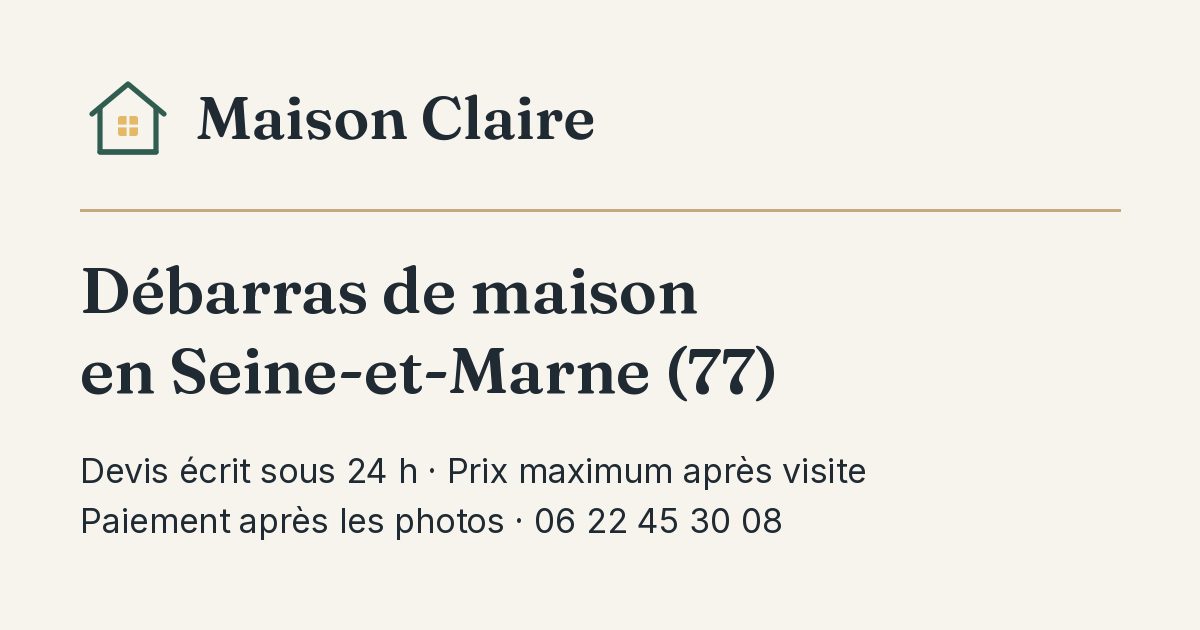 Maison Claire
Débarras de maison
en Seine-et-Marne (77)
Devis écrit sous 24 h · Prix maximum après visite
Paiement après les photos · 06 22 45 30 08